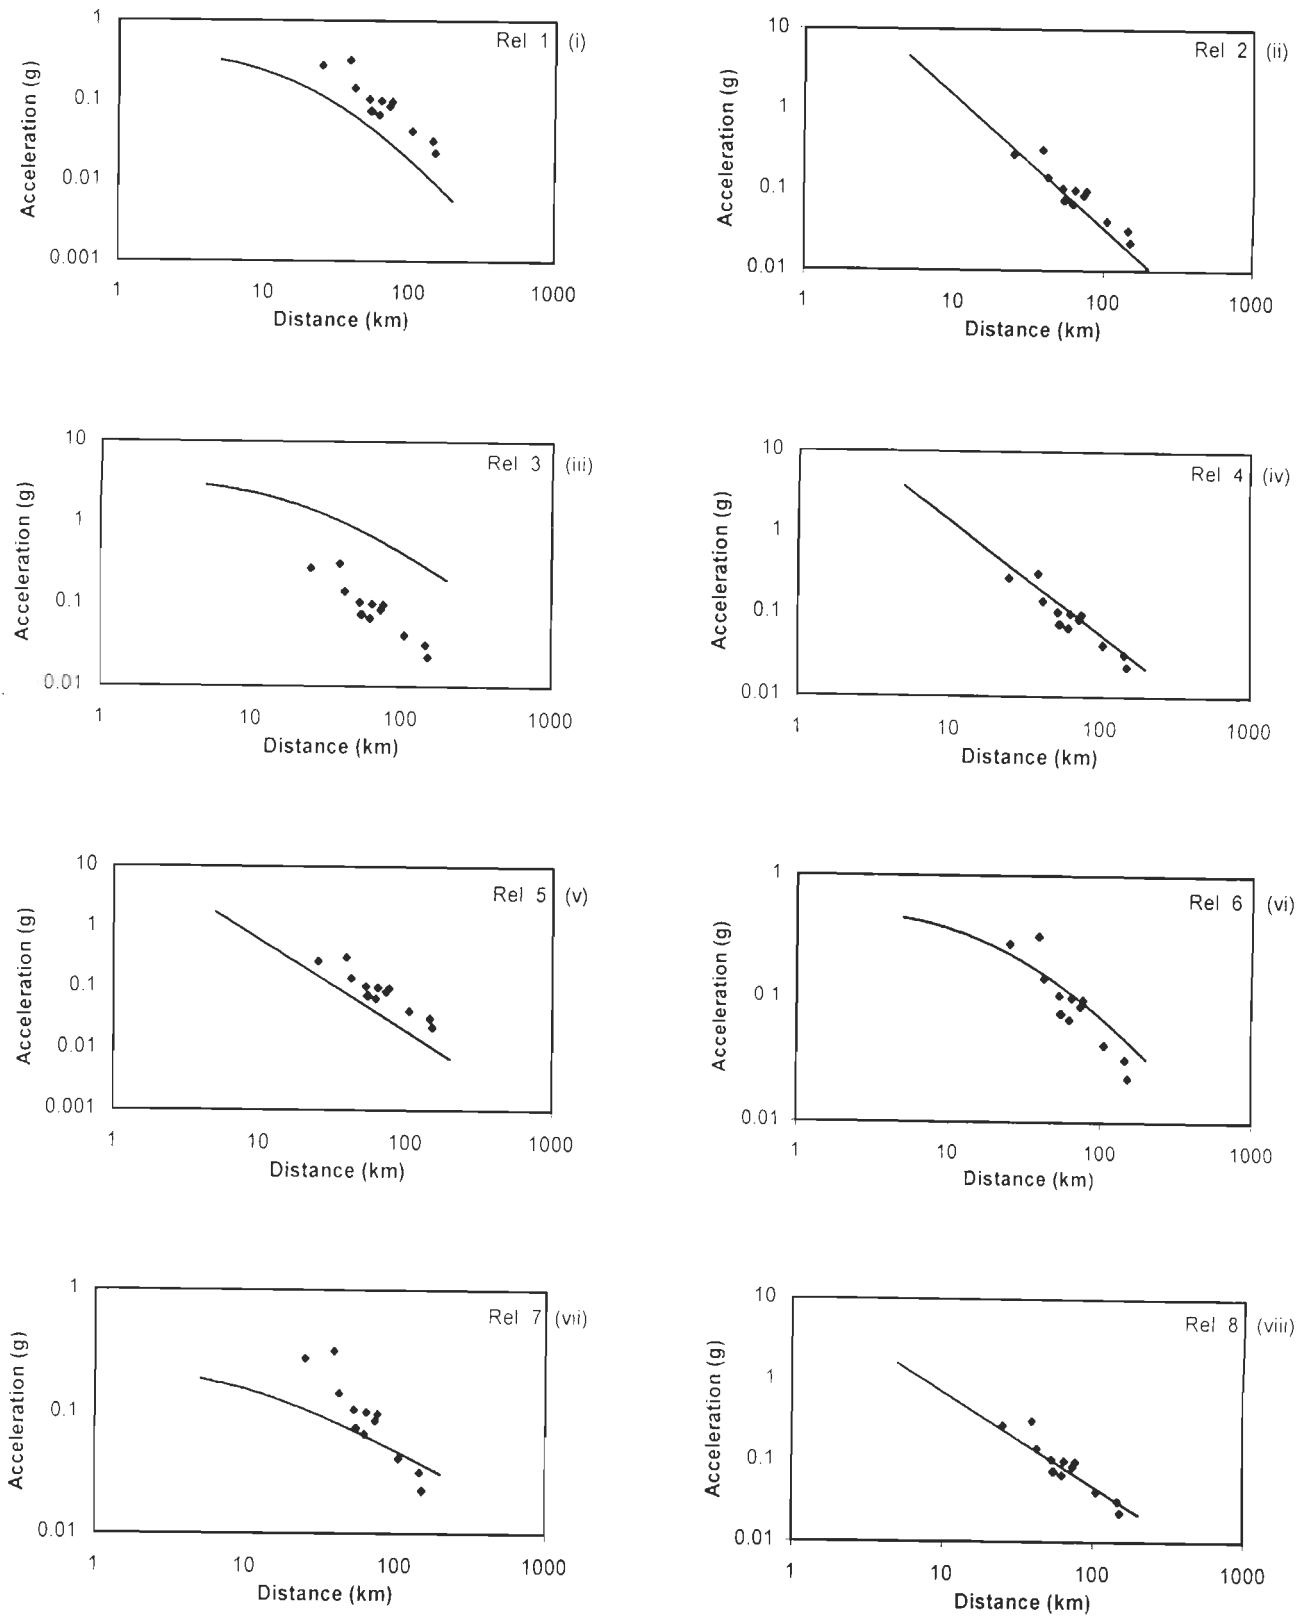 1
Rel 1 (i)
Acceleration (g)
0.1
0.01
0.001
1 10 100 1000
Distance (km)
10
Rel 2 (ii)
Acceleration (g)
1
0.1
0.01
1 10 100 1000
Distance (km)
10
Rel 3 (iii)
Acceleration (g)
1
0.1
0.01
1 10 100 1000
Distance (km)
10
Rel 4 (iv)
Acceleration (g)
1
0.1
0.01
1 10 100 1000
Distance (km)
10
Rel 5 (v)
Acceleration (g)
1
0.1
0.01
0.001
1 10 100 1000
Distance (km)
1
Rel 6 (vi)
Acceleration (g)
0 1
0.01
1 10 100 1000
Distance (km)
1
Rel 7 (vii)
Acceleration (g)
0.1
0.01
1 10 100 1000
Distance (km)
10
Rel 8 (viii)
Acceleration (g)
1
0.1
0.01
1 10 100 1000
Distance (km)